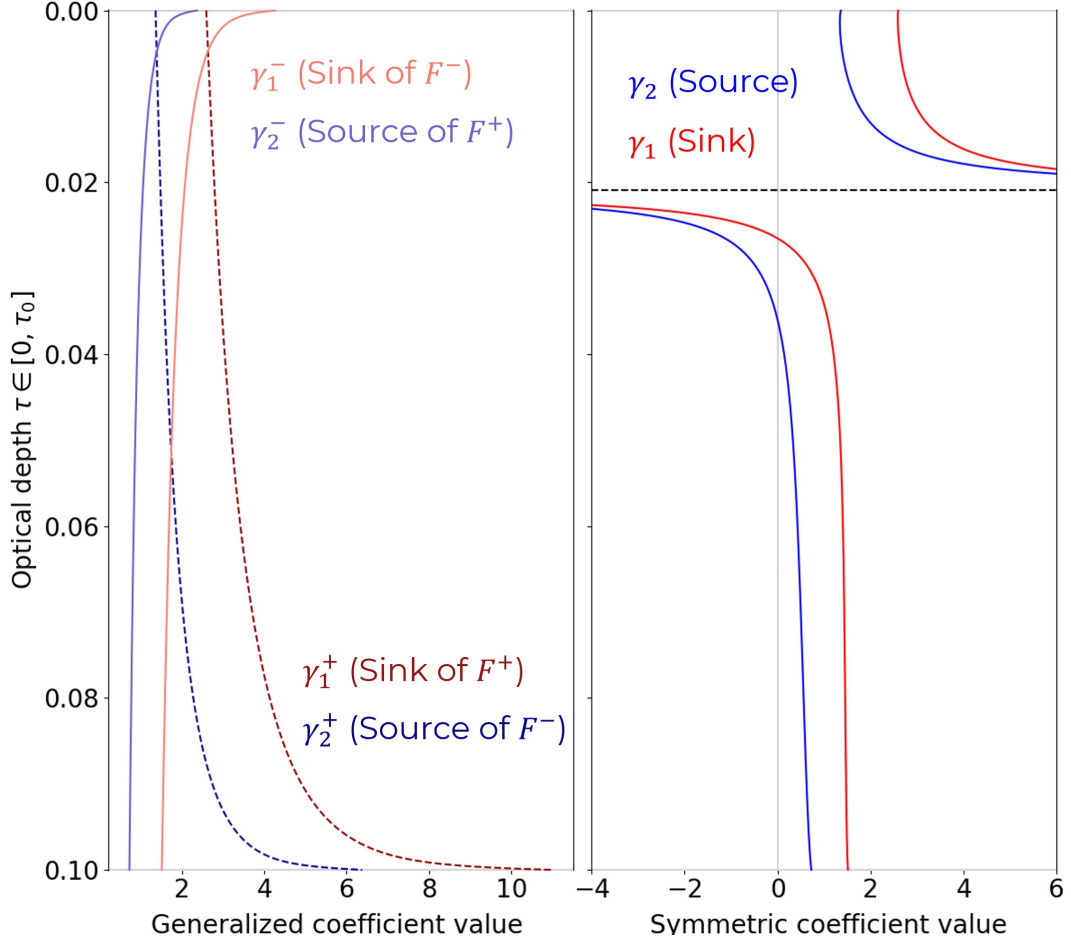 0.00
0.02
0.04
0.06
0.08
0.10
Optical depth τ ∈ [0, τ₀]
γ₁⁻ (Sink of F⁻)
γ₂⁻ (Source of F⁺)
γ₁⁺ (Sink of F⁺)
γ₂⁺ (Source of F⁻)
2 4 6 8 10
Generalized coefficient value
γ₂ (Source)
γ₁ (Sink)
−4 −2 0 2 4 6
Symmetric coefficient value